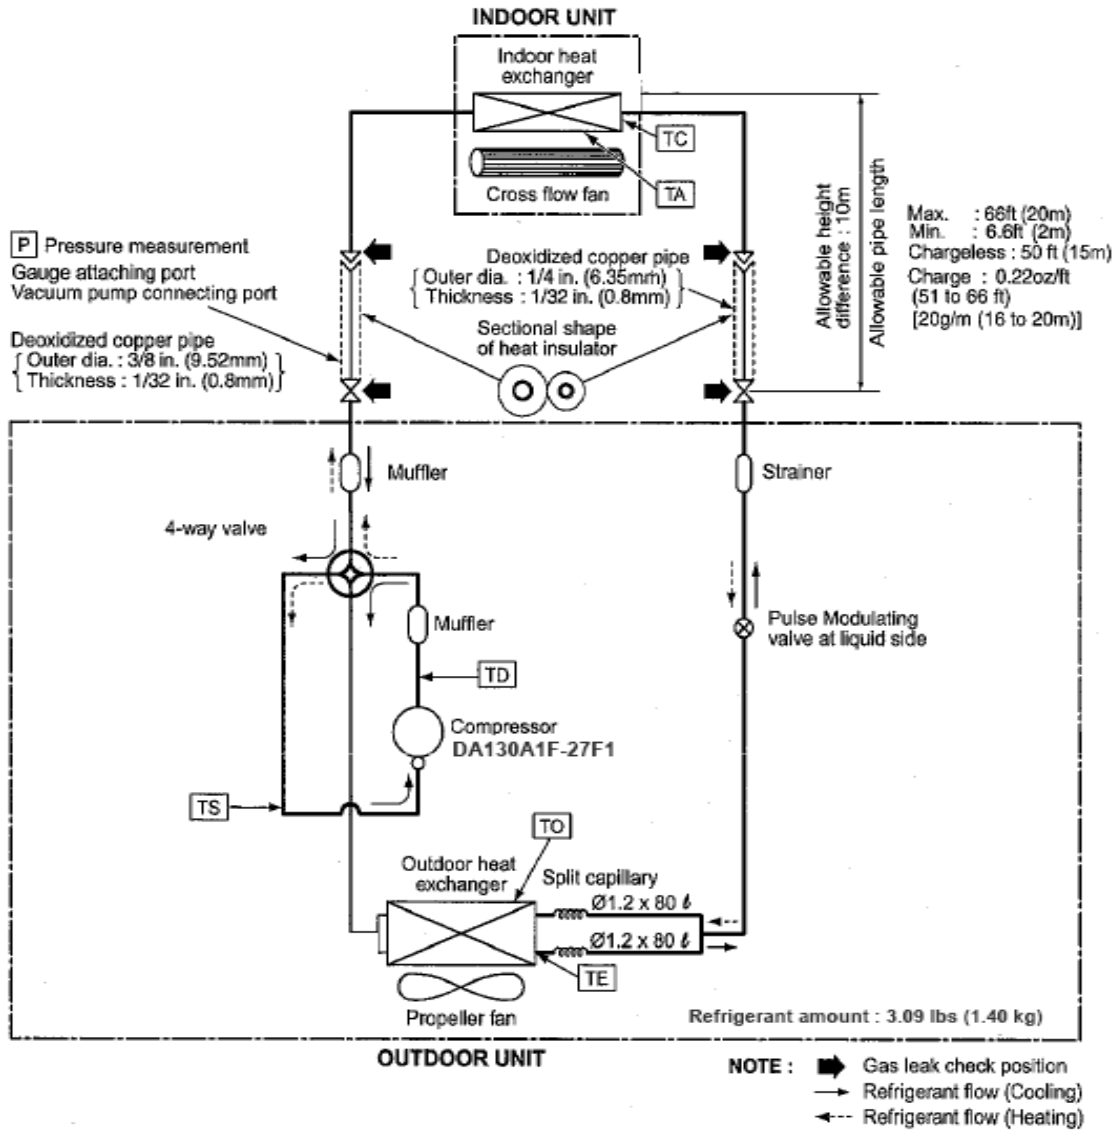 INDOOR UNIT
Indoor heat
exchanger
TC
TA
Cross flow fan
P Pressure measurement
Gauge attaching port
Vacuum pump connecting port
Deoxidized copper pipe
Outer dia. : 3/8 in. (9.52mm)
Thickness : 1/32 in. (0.8mm)
Deoxidized copper pipe
Outer dia. : 1/4 in. (6.35mm)
Thickness : 1/32 in. (0.8mm)
Sectional shape
of heat insulator
Allowable height
difference : 10m
Allowable pipe length
Max. : 66ft (20m)
Min. : 6.6ft (2m)
Chargeless : 50 ft (15m)
Charge : 0.22oz/ft
(51 to 66 ft)
[20g/m (16 to 20m)]
Muffler
Strainer
4-way valve
Muffler
Pulse Modulating
valve at liquid side
TD
Compressor
DA130A1F-27F1
TS
TO
Outdoor heat
exchanger
Split capillary
Ø1.2 x 80 ℓ
Ø1.2 x 80 ℓ
TE
Propeller fan
Refrigerant amount : 3.09 lbs (1.40 kg)
OUTDOOR UNIT
NOTE :
Gas leak check position
Refrigerant flow (Cooling)
Refrigerant flow (Heating)